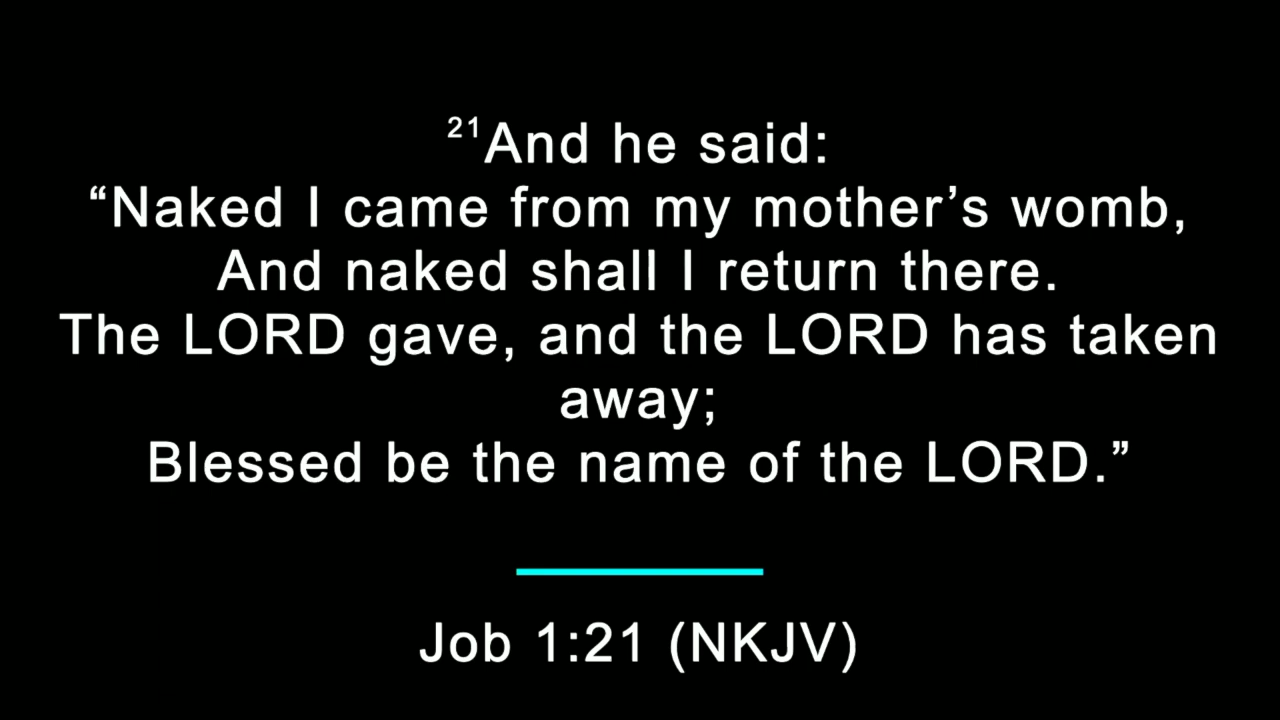 ²¹And he said:
“Naked I came from my mother’s womb,
And naked shall I return there.
The LORD gave, and the LORD has taken
away;
Blessed be the name of the LORD.”
Job 1:21 (NKJV)